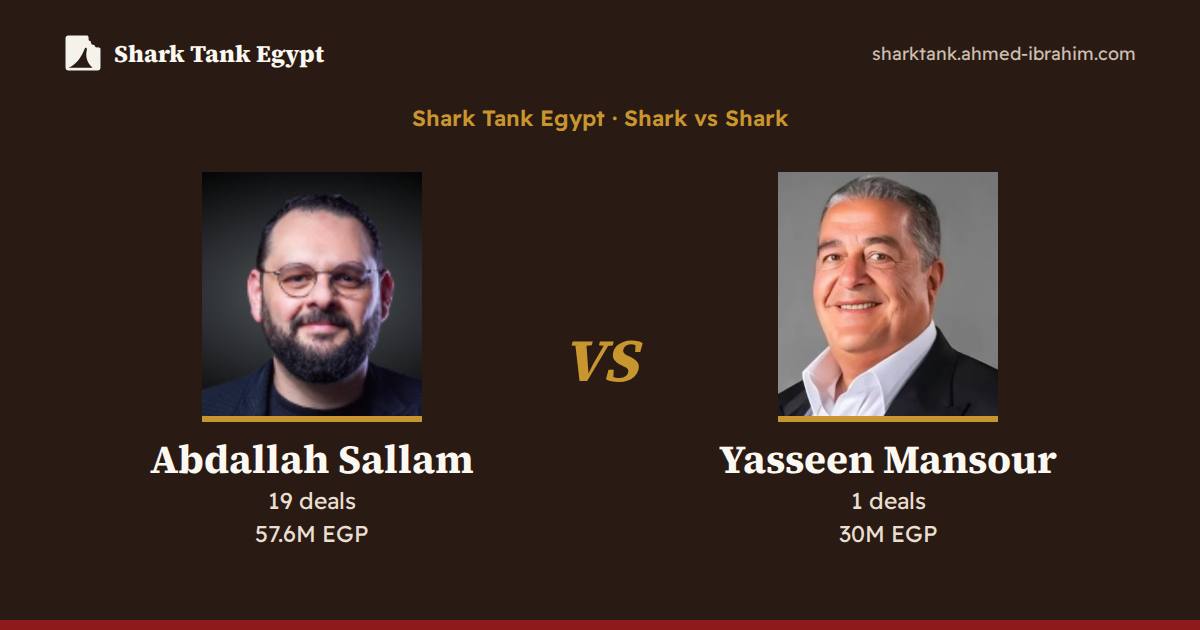 Shark Tank Egypt
sharktank.ahmed-ibrahim.com
Shark Tank Egypt · Shark vs Shark
VS
Abdallah Sallam
19 deals
57.6M EGP
Yasseen Mansour
1 deals
30M EGP